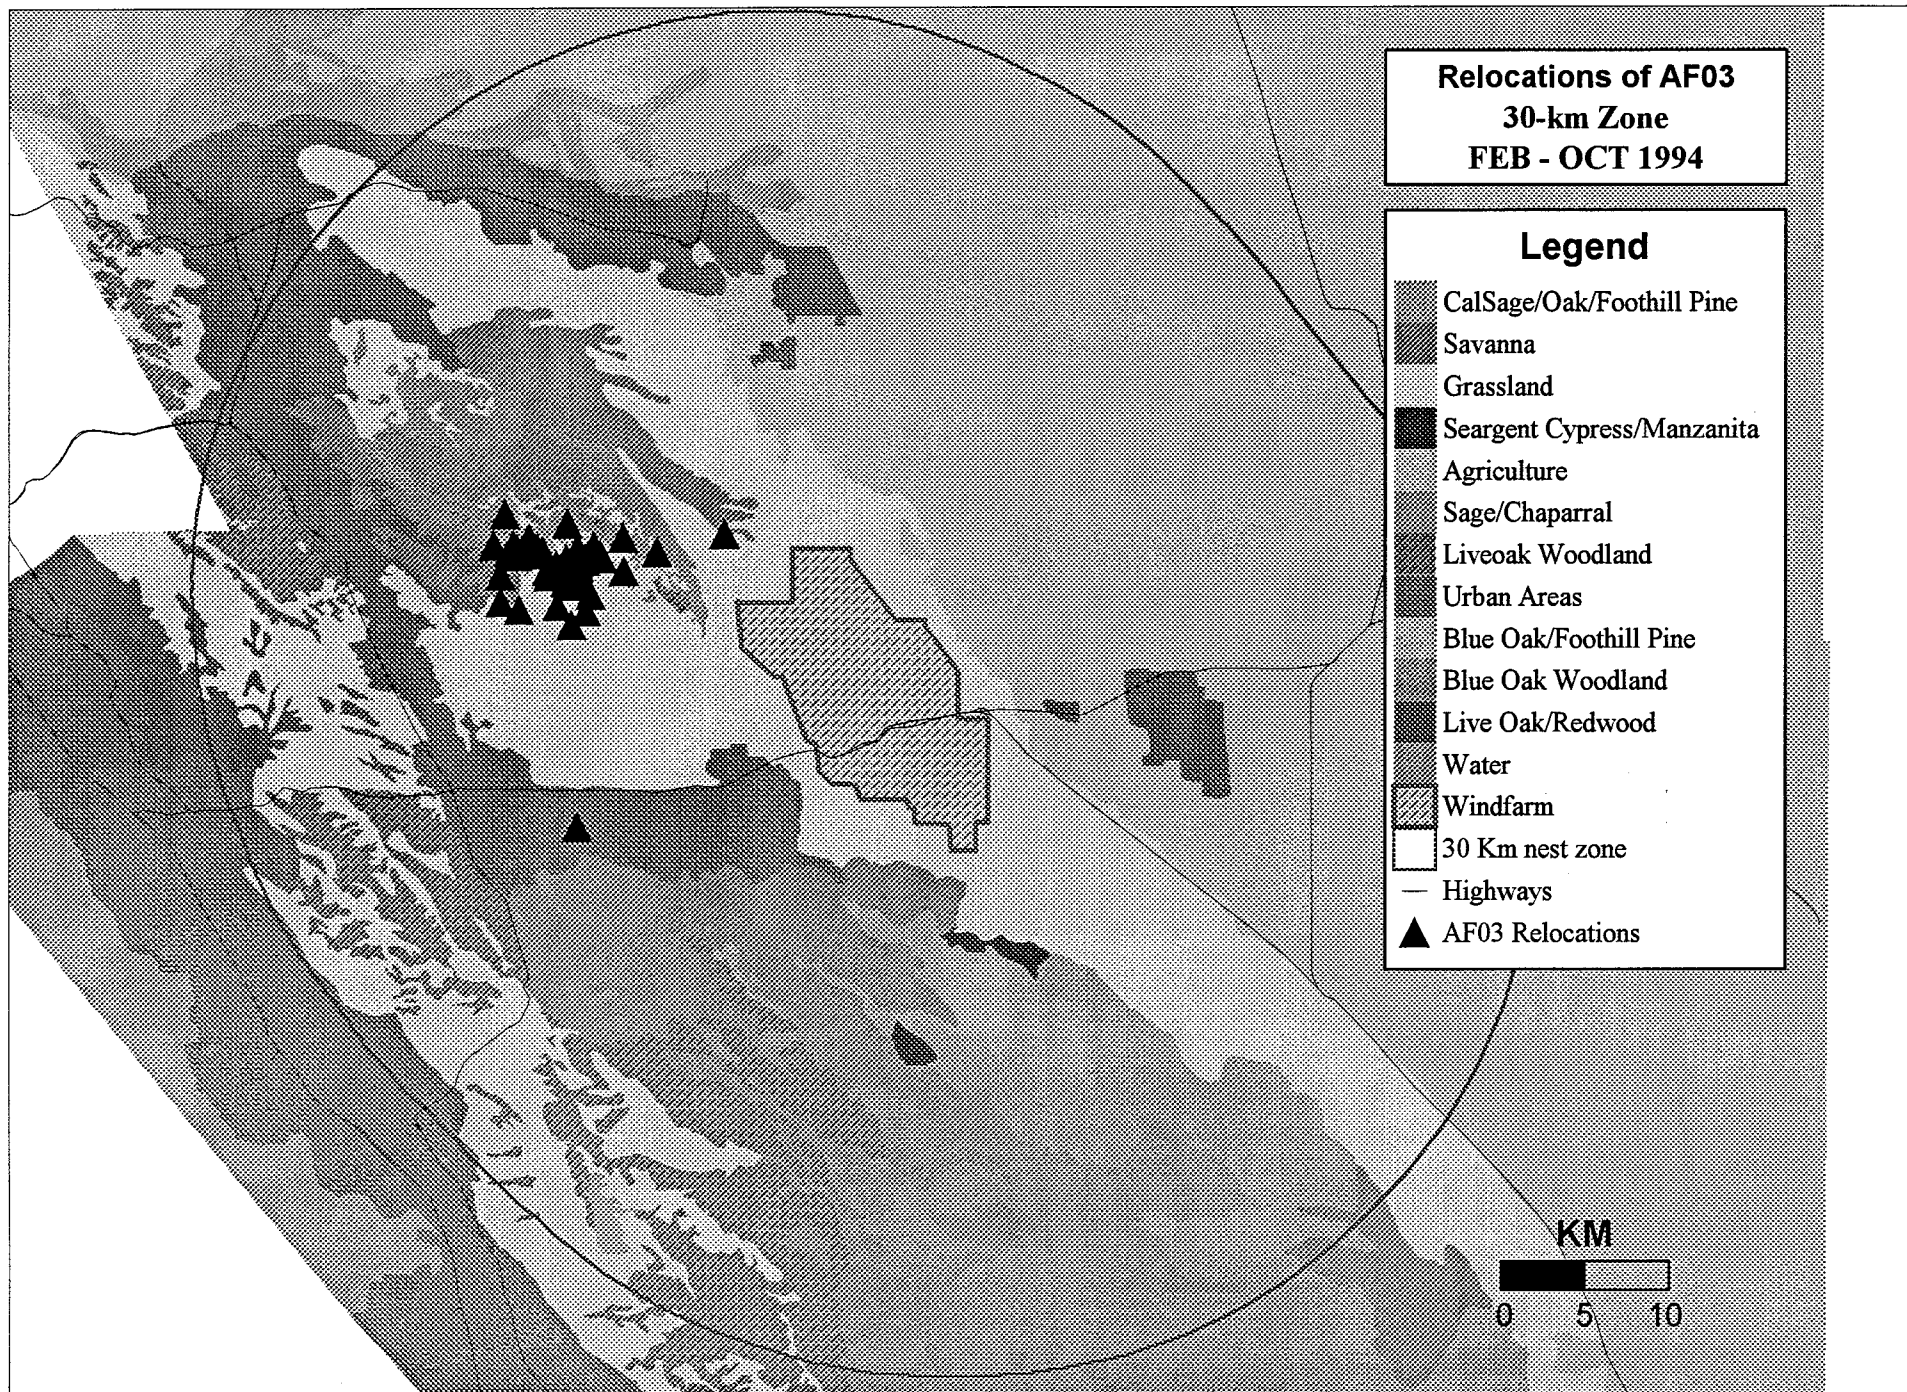 Relocations of AF03
30-km Zone
FEB - OCT 1994
Legend
CalSage/Oak/Foothill Pine
Savanna
Grassland
Seargent Cypress/Manzanita
Agriculture
Sage/Chaparral
Liveoak Woodland
Urban Areas
Blue Oak/Foothill Pine
Blue Oak Woodland
Live Oak/Redwood
Water
Windfarm
30 Km nest zone
Highways
AF03 Relocations
KM
0 5 10